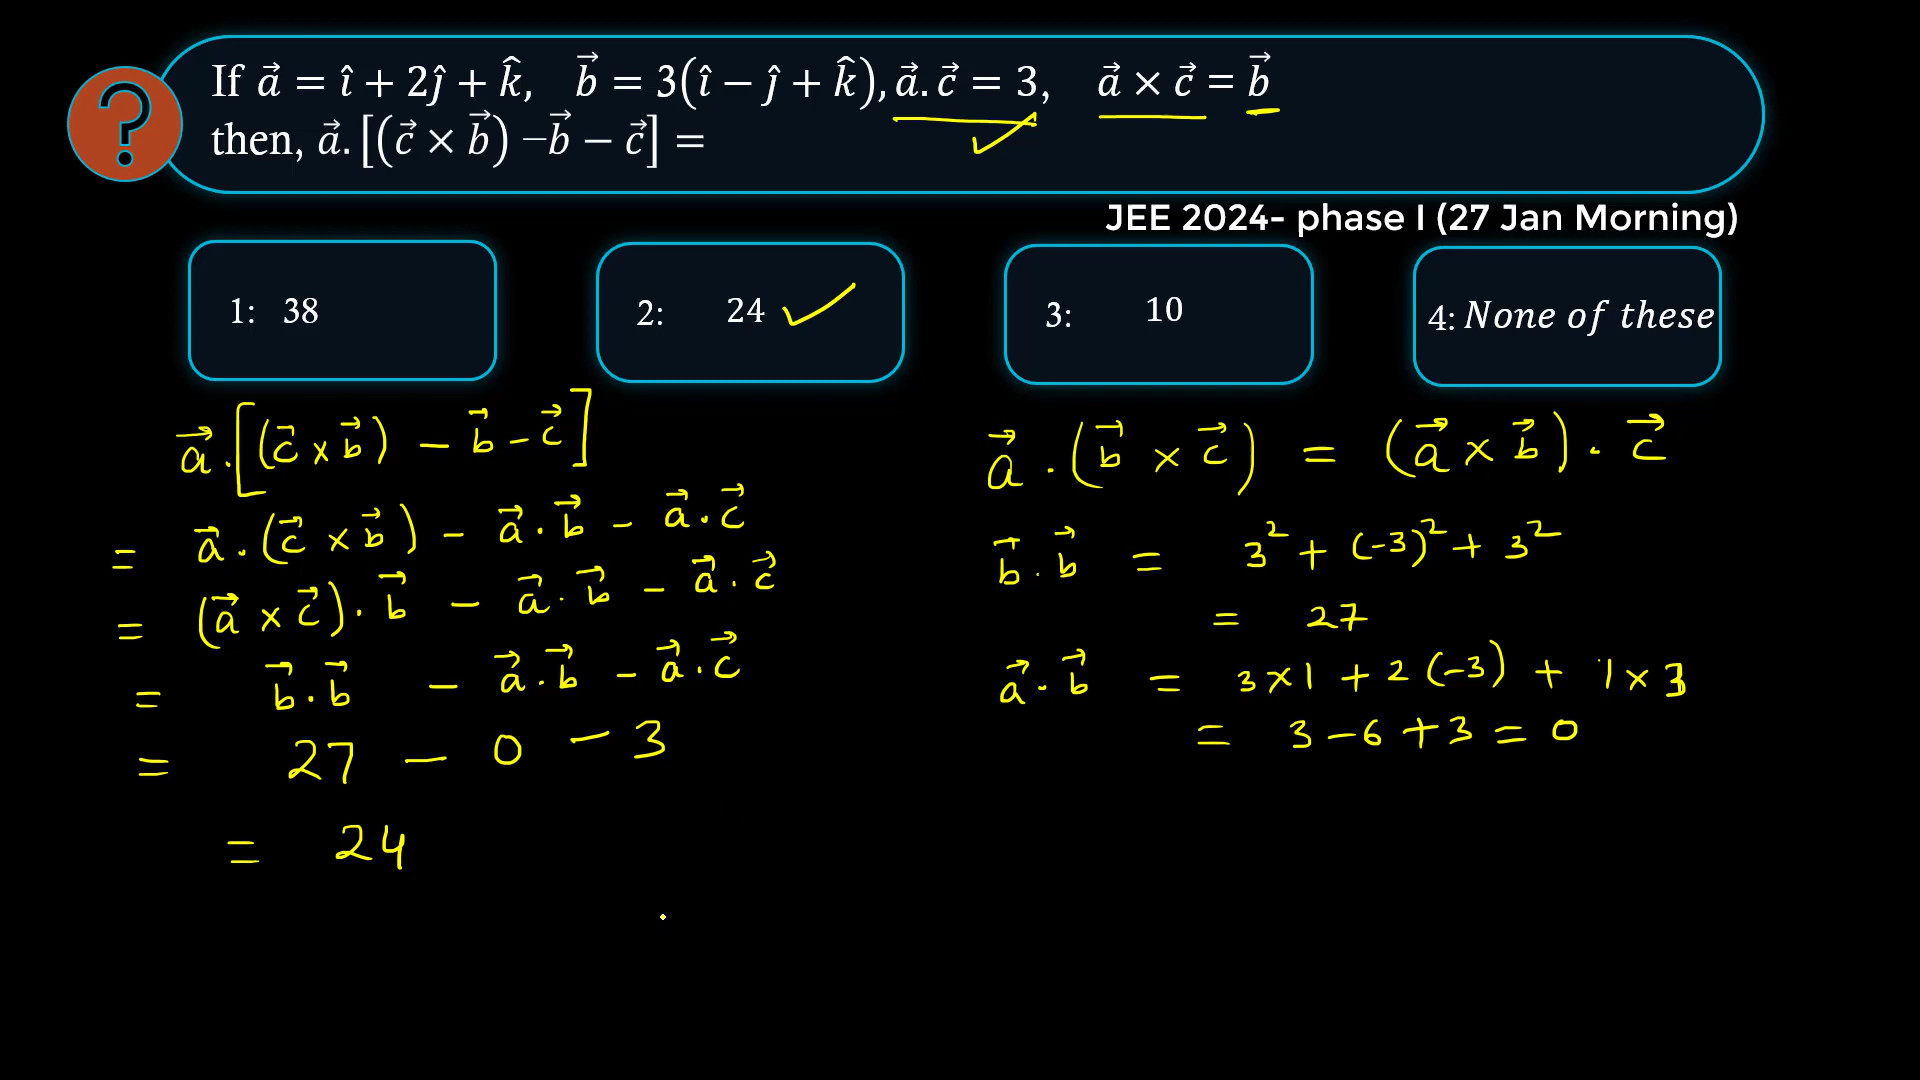 ?
If a⃗ = î + 2ĵ + k̂, b⃗ = 3(î − ĵ + k̂), a⃗. c⃗ = 3, a⃗ × c⃗ = b⃗
then, a⃗. [(c⃗ × b⃗) −b⃗ − c⃗] =
JEE 2024- phase I (27 Jan Morning)
1: 38
2: 24 ✓
3: 10
4: None of these
a⃗ . [(c⃗ × b⃗) − b⃗ − c⃗]
= a⃗ . (c⃗ × b⃗) − a⃗ . b⃗ − a⃗ . c⃗
= (a⃗ × c⃗) . b⃗ − a⃗ . b⃗ − a⃗ . c⃗
= b⃗ . b⃗ − a⃗ . b⃗ − a⃗ . c⃗
= 27 − 0 − 3
= 24
a⃗ . (b⃗ × c⃗) = (a⃗ × b⃗) . c⃗
b⃗ . b⃗ = 3² + (-3)² + 3²
= 27
a⃗ . b⃗ = 3×1 + 2(-3) + 1×3
= 3 − 6 + 3 = 0